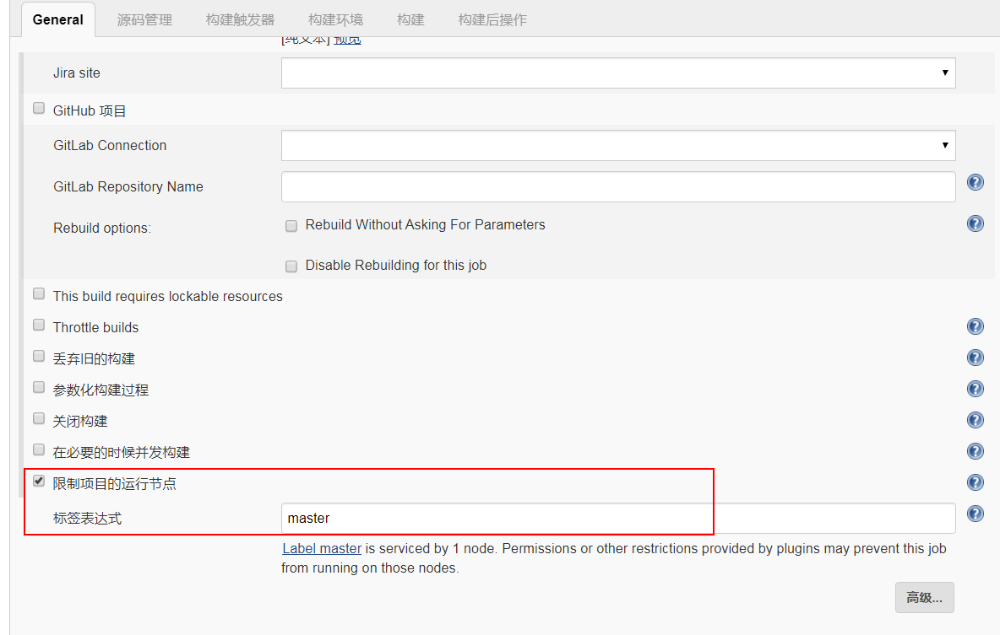 General 源码管理 构建触发器 构建环境 构建 构建后操作
[纯文本] 预览
Jira site
GitHub 项目
GitLab Connection
GitLab Repository Name
Rebuild options: Rebuild Without Asking For Parameters
Disable Rebuilding for this job
This build requires lockable resources
Throttle builds
丢弃旧的构建
参数化构建过程
关闭构建
在必要的时候并发构建
限制项目的运行节点
标签表达式 master
Label master is serviced by 1 node. Permissions or other restrictions provided by plugins may prevent this job
from running on those nodes.
高级...